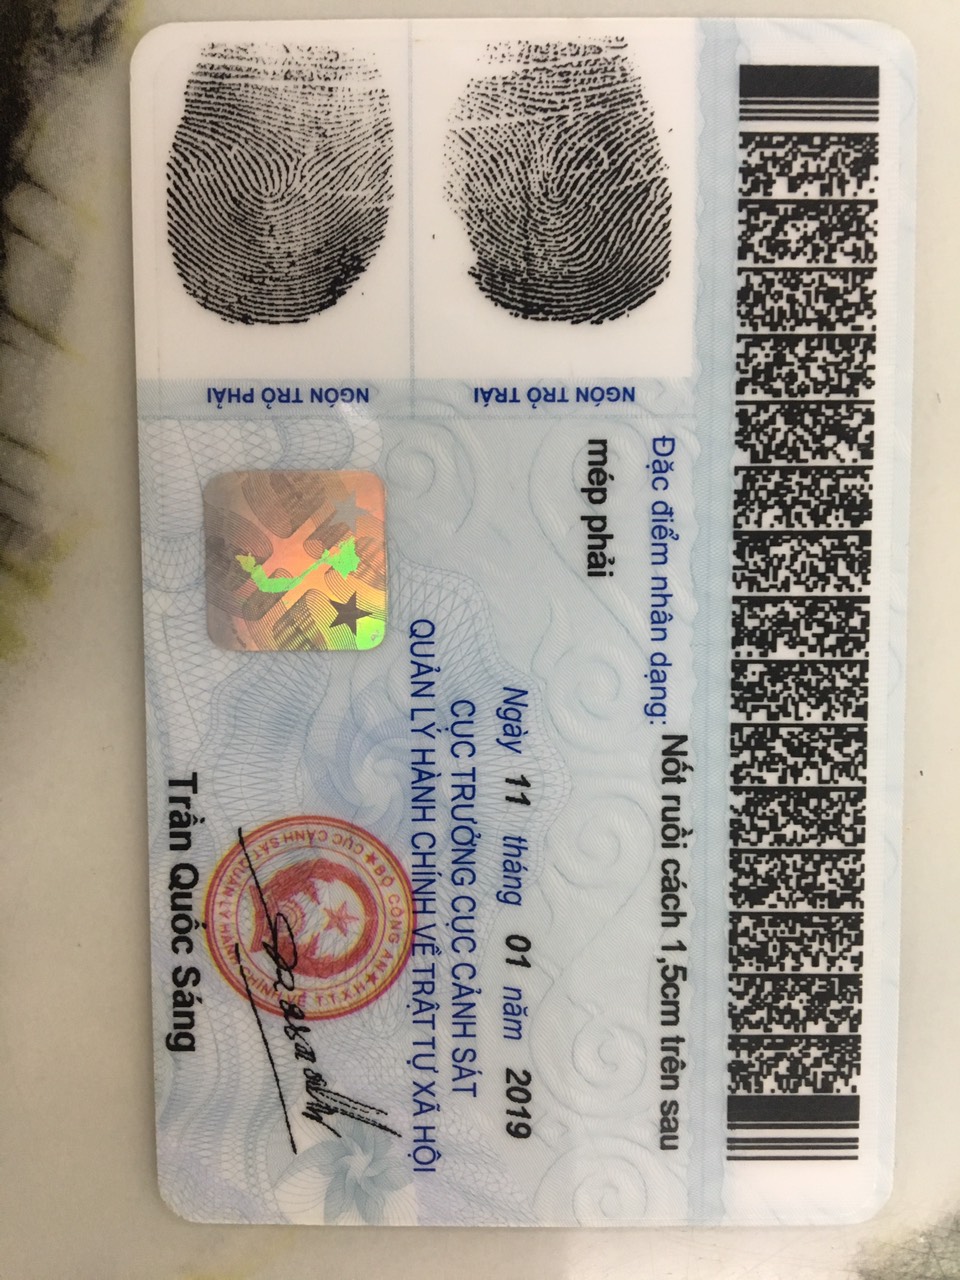 Đặc điểm nhân dạng: Nốt ruồi cách 1,5cm trên sau
mép phải
NGÓN TRỎ TRÁI
NGÓN TRỎ PHẢI
Ngày 11 tháng 01 năm 2019
CỤC TRƯỞNG CỤC CẢNH SÁT
QUẢN LÝ HÀNH CHÍNH VỀ TRẬT TỰ XÃ HỘI
BỘ CÔNG AN
CỤC CẢNH SÁT QUẢN LÝ HÀNH CHÍNH VỀ T.T.X.H
Trần Quốc Sáng